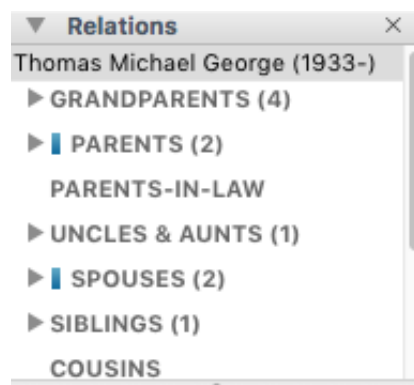 Relations
Thomas Michael George (1933-)
GRANDPARENTS (4)
PARENTS (2)
PARENTS-IN-LAW
UNCLES & AUNTS (1)
SPOUSES (2)
SIBLINGS (1)
COUSINS